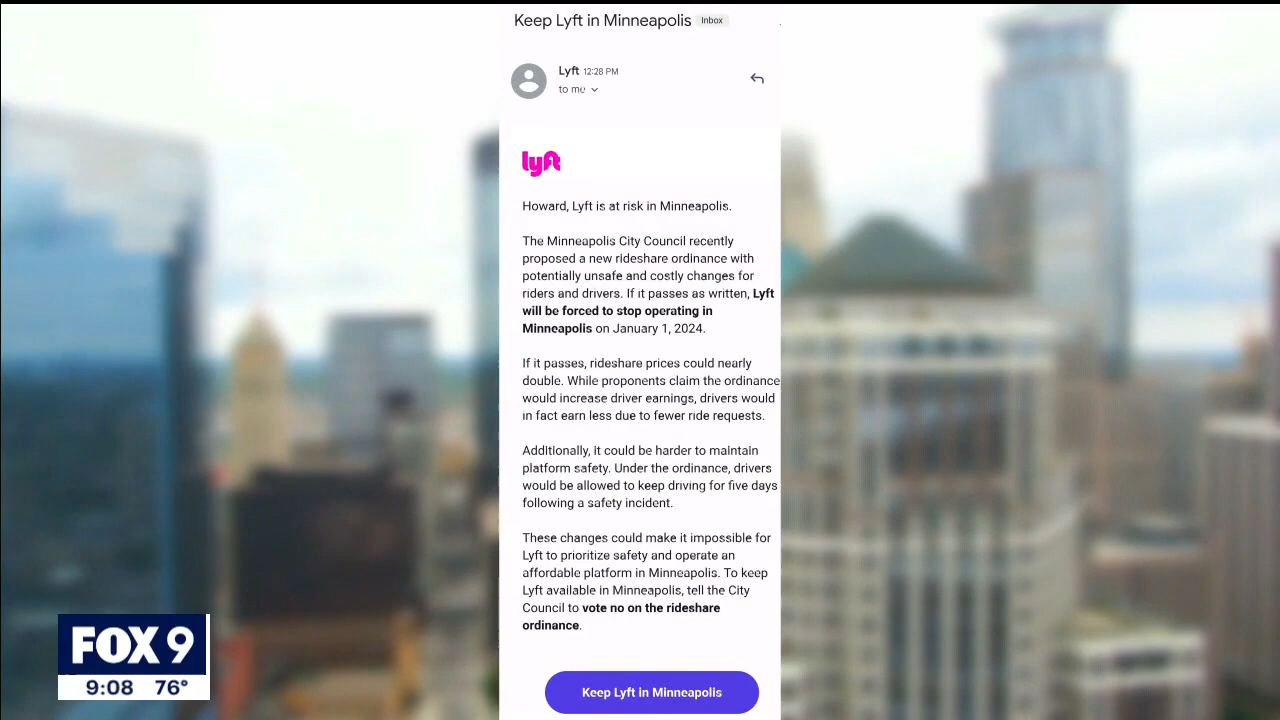 Keep Lyft in Minneapolis Inbox
Lyft 12:28 PM
to me
lyft
Howard, Lyft is at risk in Minneapolis.
The Minneapolis City Council recently
proposed a new rideshare ordinance with
potentially unsafe and costly changes for
riders and drivers. If it passes as written, Lyft
will be forced to stop operating in
Minneapolis on January 1, 2024.
If it passes, rideshare prices could nearly
double. While proponents claim the ordinance
would increase driver earnings, drivers would
in fact earn less due to fewer ride requests.
Additionally, it could be harder to maintain
platform safety. Under the ordinance, drivers
would be allowed to keep driving for five days
following a safety incident.
These changes could make it impossible for
Lyft to prioritize safety and operate an
affordable platform in Minneapolis. To keep
Lyft available in Minneapolis, tell the City
Council to vote no on the rideshare
ordinance.
Keep Lyft in Minneapolis
FOX 9
9:08 76°